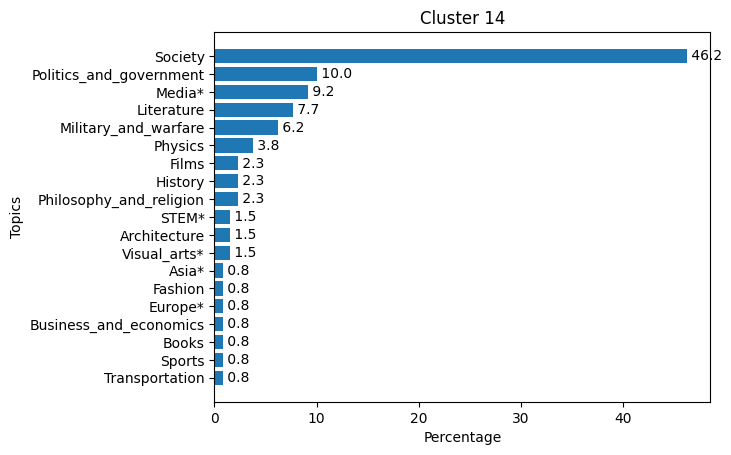 Cluster 14
Society 46.2
Politics_and_government 10.0
Media* 9.2
Literature 7.7
Military_and_warfare 6.2
Physics 3.8
Films 2.3
History 2.3
Philosophy_and_religion 2.3
STEM* 1.5
Architecture 1.5
Visual_arts* 1.5
Asia* 0.8
Fashion 0.8
Europe* 0.8
Business_and_economics 0.8
Books 0.8
Sports 0.8
Transportation 0.8
Topics
0 10 20 30 40
Percentage